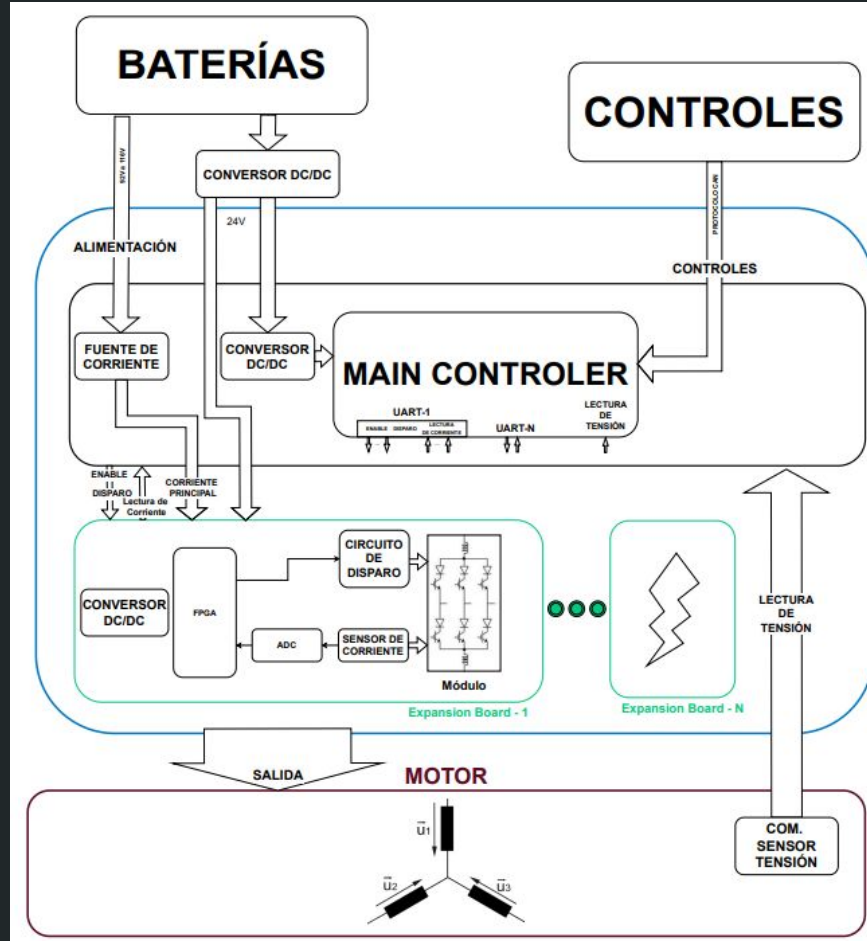 BATERÍAS
CONTROLES
92V a 116V
CONVERSOR DC/DC
PROTOCOLO CAN
24V
ALIMENTACIÓN
CONTROLES
FUENTE DE
CORRIENTE
CONVERSOR
DC/DC
MAIN CONTROLER
UART-1
ENABLE
DISPARO
LECTURA
DE CORRIENTE
UART-N
LECTURA
DE
TENSIÓN
ENABLE
DISPARO
Lectura de
Corriente
CORRIENTE
PRINCIPAL
CONVERSOR
DC/DC
FPGA
CIRCUITO
DE
DISPARO
ADC
SENSOR DE
CORRIENTE
Módulo
Expansion Board - 1
Expansion Board - N
LECTURA
DE
TENSIÓN
SALIDA
MOTOR
u1
u2
u3
COM.
SENSOR
TENSIÓN